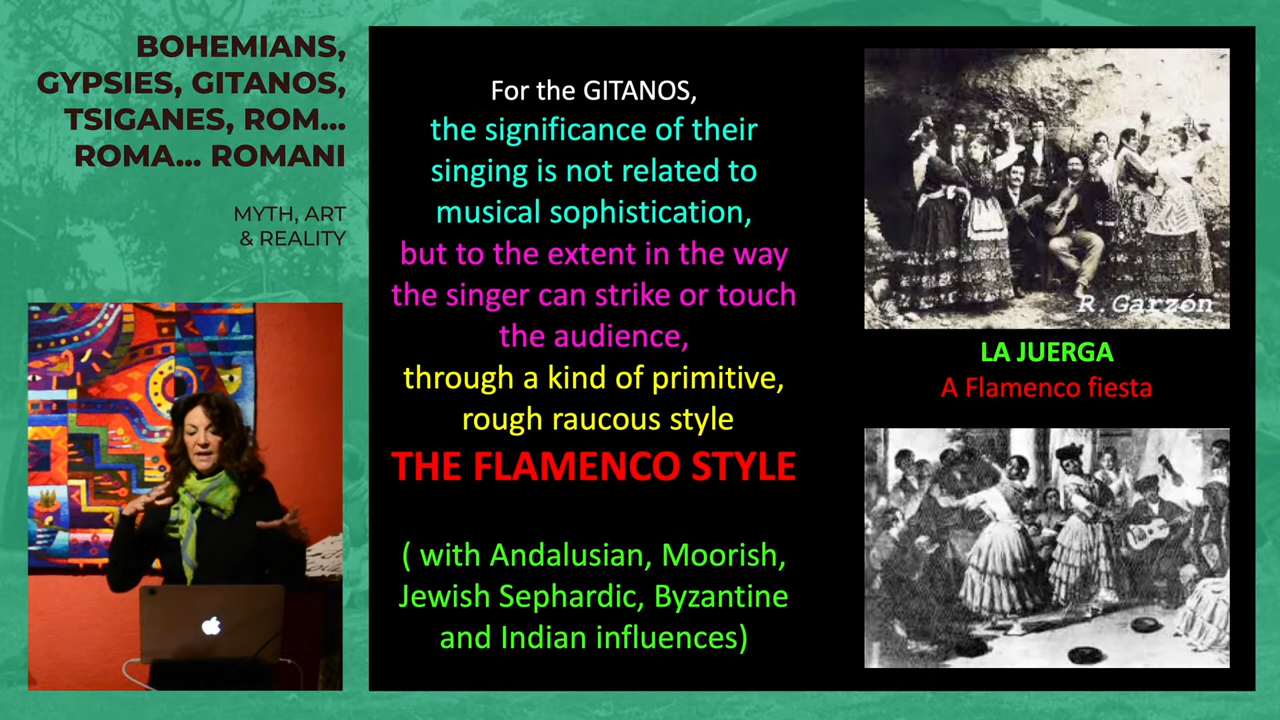 BOHEMIANS,
GYPSIES, GITANOS,
TSIGANES, ROM...
ROMA... ROMANI
MYTH, ART
& REALITY
For the GITANOS,
the significance of their
singing is not related to
musical sophistication,
but to the extent in the way
the singer can strike or touch
the audience,
through a kind of primitive,
rough raucous style
THE FLAMENCO STYLE
( with Andalusian, Moorish,
Jewish Sephardic, Byzantine
and Indian influences)
R. Garzón
LA JUERGA
A Flamenco fiesta